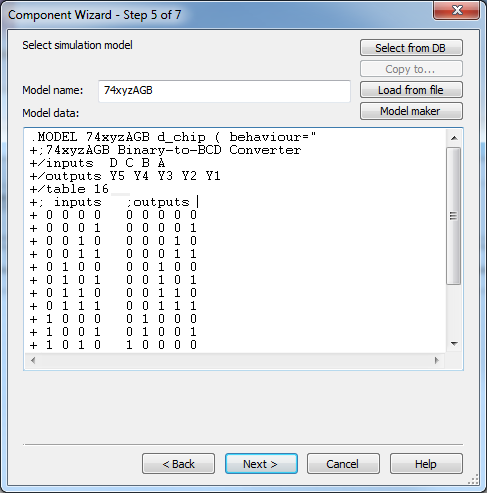 Component Wizard - Step 5 of 7
Select simulation model
Select from DB
Copy to...
Model name: 74xyzAGB
Load from file
Model data:
Model maker
.MODEL 74xyzAGB d_chip ( behaviour="
+;74xyzAGB Binary-to-BCD Converter
+/inputs D C B A
+/outputs Y5 Y4 Y3 Y2 Y1
+/table 16
+; inputs ;outputs
+ 0 0 0 0 0 0 0 0 0
+ 0 0 0 1 0 0 0 0 1
+ 0 0 1 0 0 0 0 1 0
+ 0 0 1 1 0 0 0 1 1
+ 0 1 0 0 0 0 1 0 0
+ 0 1 0 1 0 0 1 0 1
+ 0 1 1 0 0 0 1 1 0
+ 0 1 1 1 0 0 1 1 1
+ 1 0 0 0 0 1 0 0 0
+ 1 0 0 1 0 1 0 0 1
+ 1 0 1 0 1 0 0 0 0
< Back
Next >
Cancel
Help